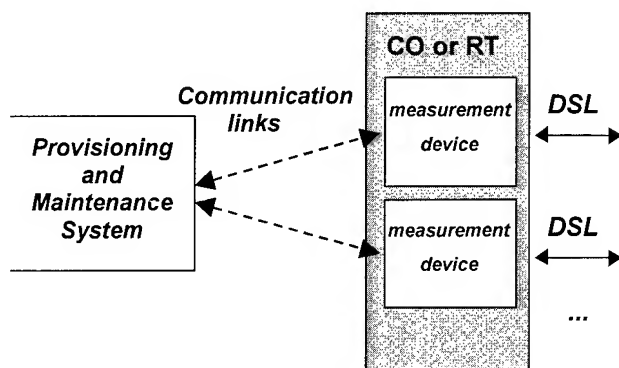 CO or RT
Communication
links
measurement
device
DSL
Provisioning
and
Maintenance
System
measurement
device
DSL
...